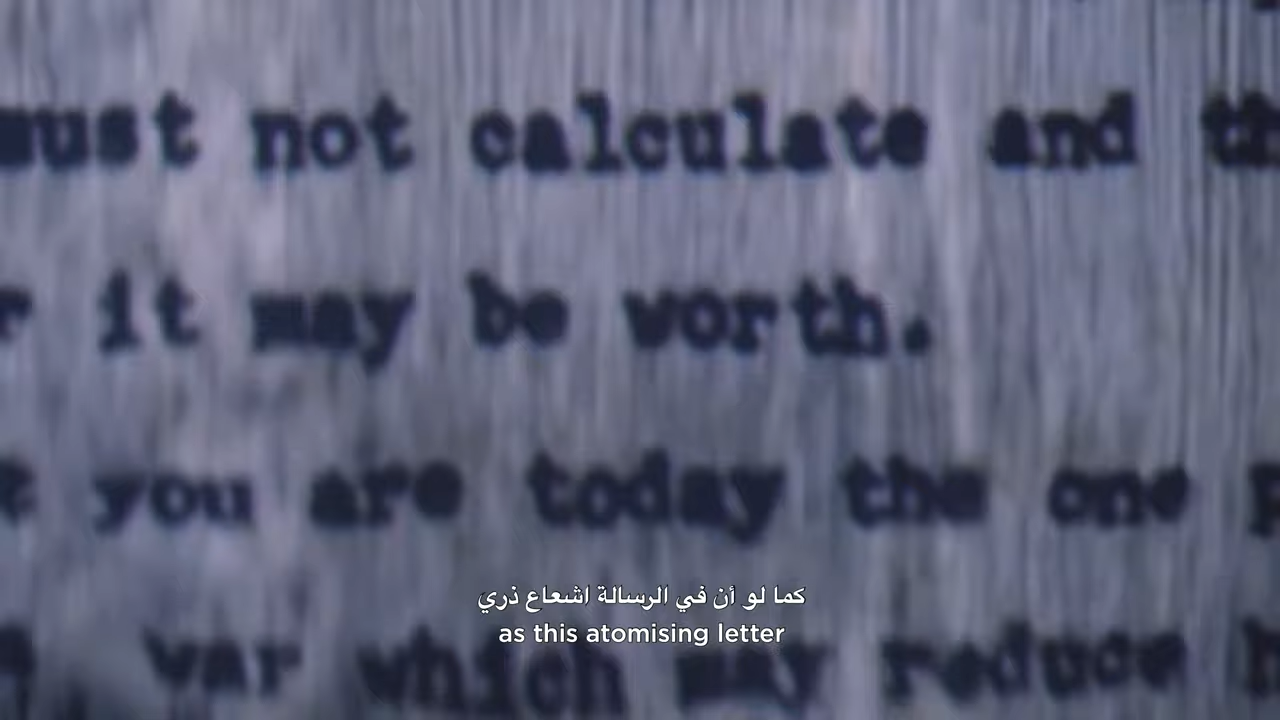 must not calculate and th
r it may be worth.
t you are today the one p
كما لو أن في الرسالة اشعاع ذري
as this atomising letter
war which may reduce h